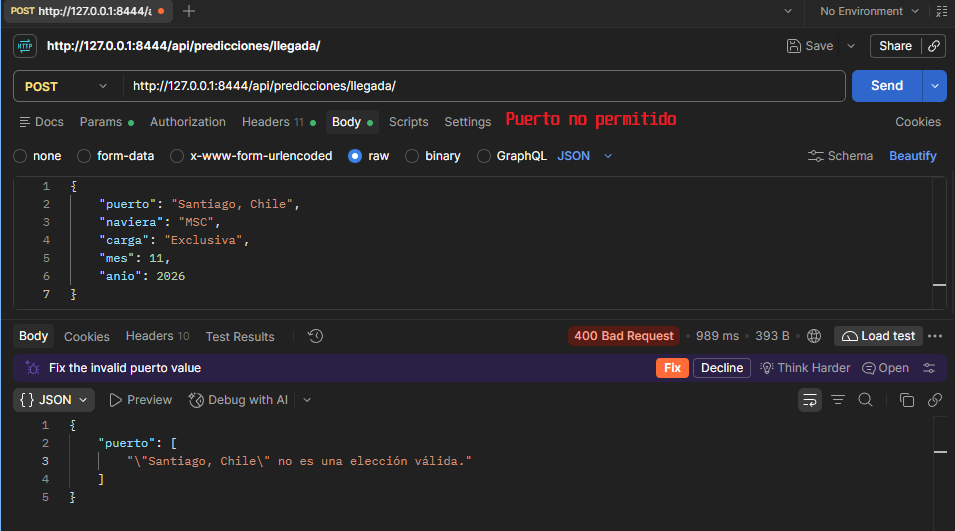 POST http://127.0.0.1:8444/a
No Environment
HTTP http://127.0.0.1:8444/api/predicciones/llegada/
Save
Share
POST
http://127.0.0.1:8444/api/predicciones/llegada/
Send
Docs Params Authorization Headers 11 Body Scripts Settings Puerto no permitido Cookies
none form-data x-www-form-urlencoded raw binary GraphQL JSON Schema Beautify
1 {
2 "puerto": "Santiago, Chile",
3 "naviera": "MSC",
4 "carga": "Exclusiva",
5 "mes": 11,
6 "anio": 2026
7 }
Body Cookies Headers 10 Test Results 400 Bad Request 989 ms 393 B Load test
Fix the invalid puerto value Fix Decline Think Harder Open
{} JSON Preview Debug with AI
1 {
2 "puerto": [
3 "\"Santiago, Chile\" no es una elección válida."
4 ]
5 }